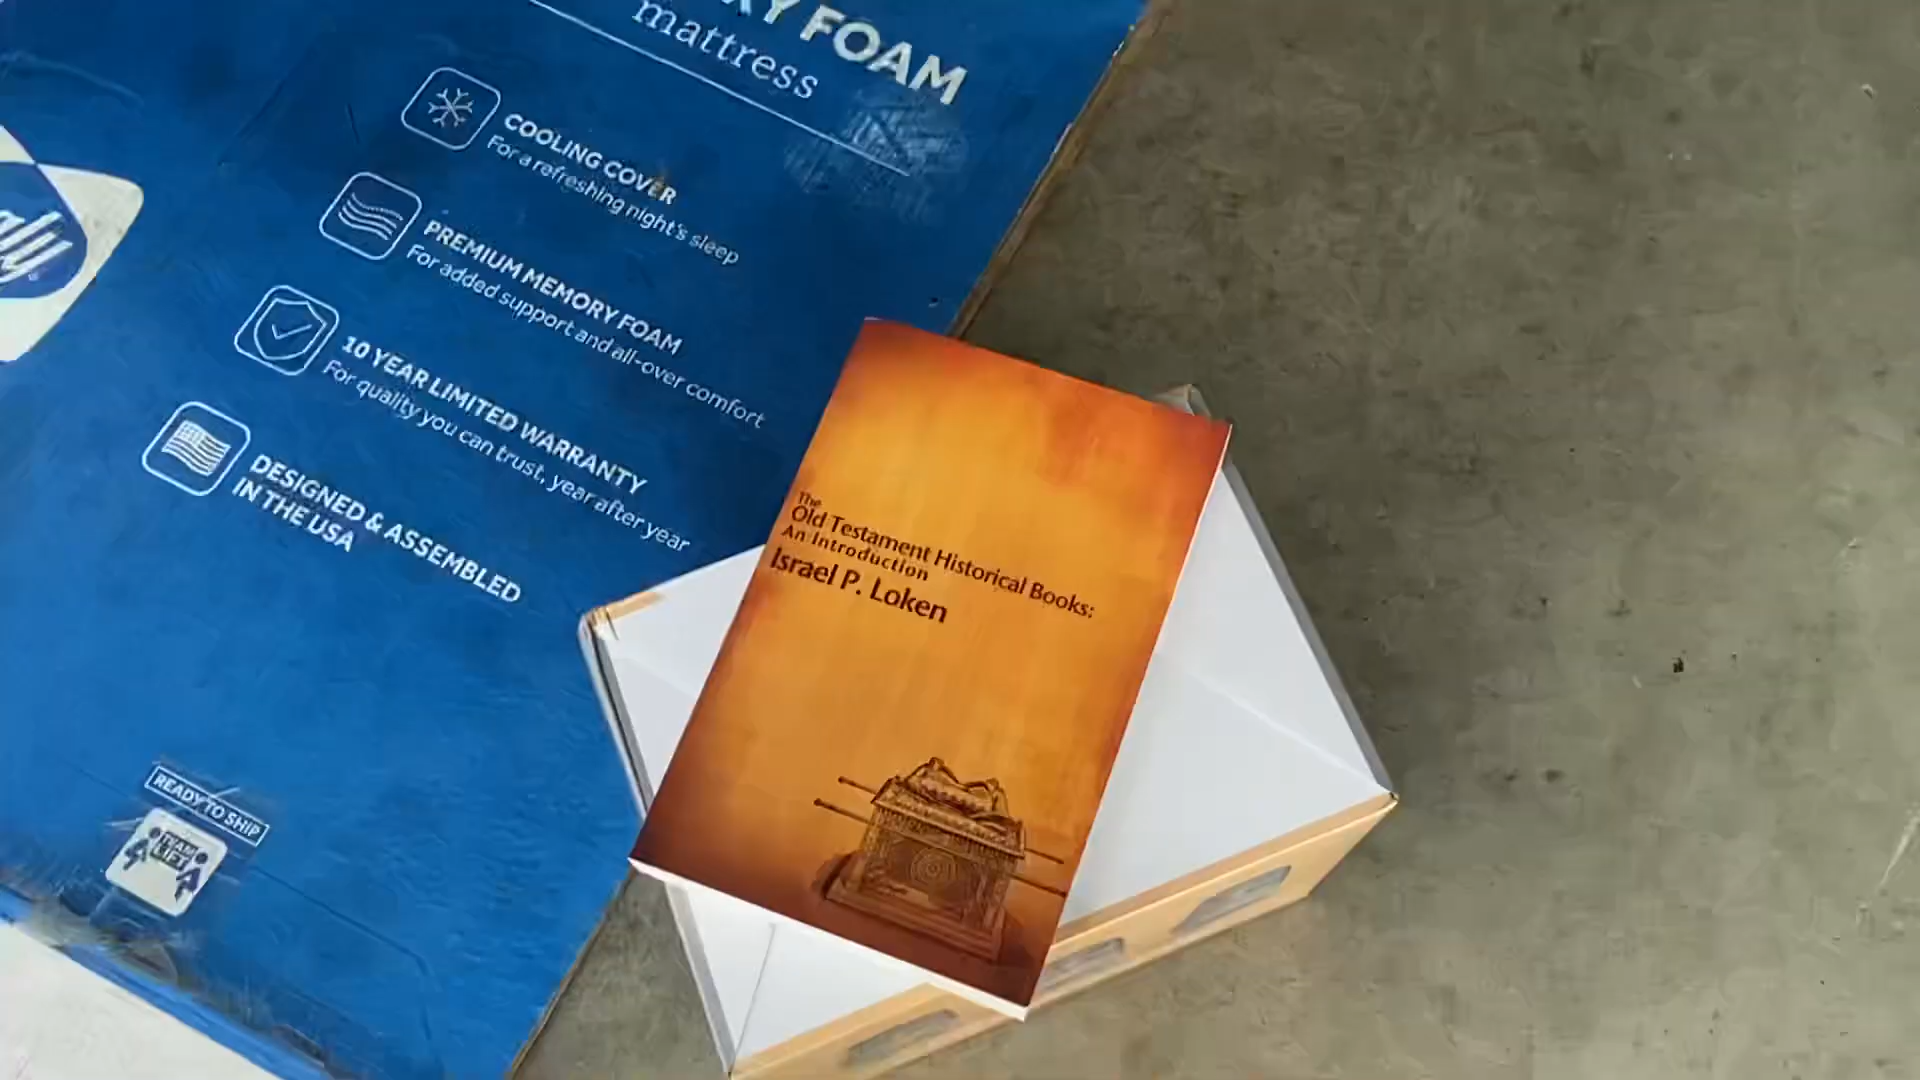 FOAM
mattress
COOLING COVER
For a refreshing night's sleep
PREMIUM MEMORY FOAM
For added support and all-over comfort
10 YEAR LIMITED WARRANTY
For quality you can trust, year after year
DESIGNED & ASSEMBLED
IN THE USA
READY TO SHIP
TEAM
LIFT
The
Old Testament Historical Books:
An Introduction
Israel P. Loken